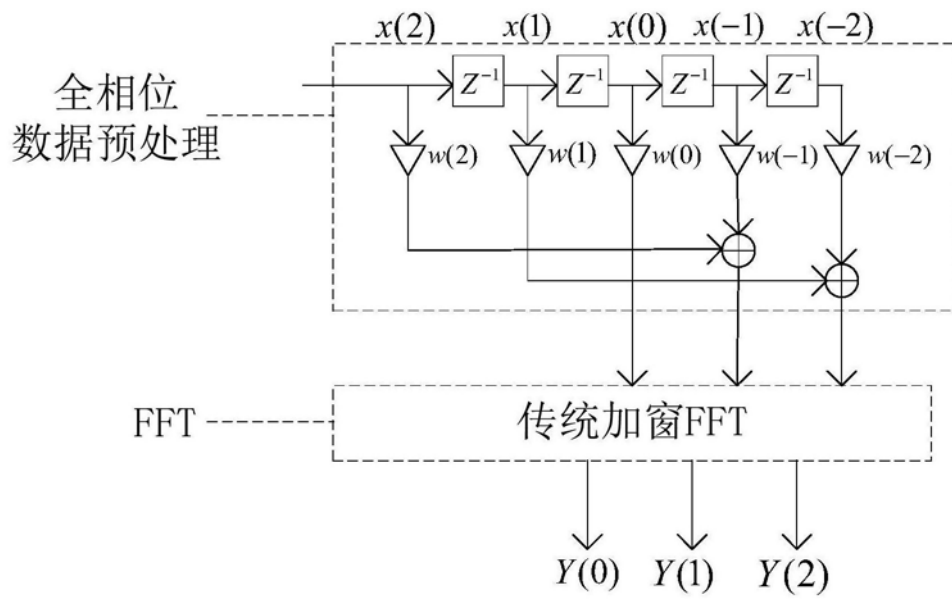 x(2) x(1) x(0) x(-1) x(-2)
全相位
数据预处理
Z⁻¹ Z⁻¹ Z⁻¹ Z⁻¹
w(2) w(1) w(0) w(-1) w(-2)
FFT
传统加窗FFT
Y(0) Y(1) Y(2)